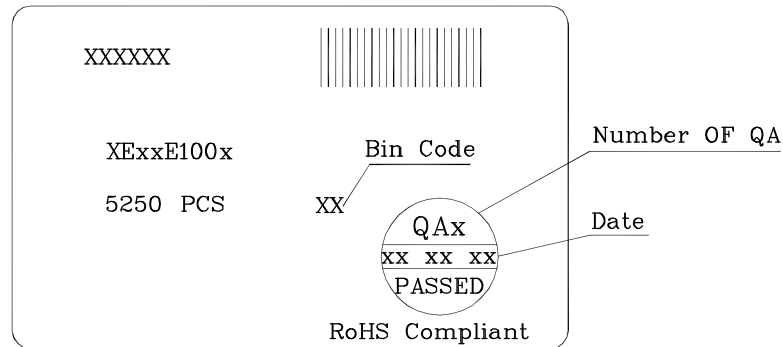 XXXXXX
Number OF QA
XExxE100x
Bin Code
5250 PCS
XX
QAx
Date
xx xx xx
PASSED
RoHS Compliant